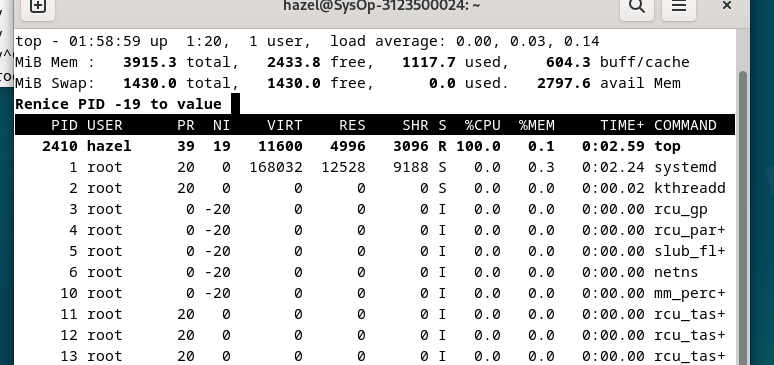 hazel@SysOp-3123500024: ~
top - 01:58:59 up  1:20,  1 user,  load average: 0.00, 0.03, 0.14
MiB Mem :   3915.3 total,   2433.8 free,   1117.7 used,    604.3 buff/cache
MiB Swap:   1430.0 total,   1430.0 free,      0.0 used.   2797.6 avail Mem
Renice PID -19 to value
PID USER      PR  NI    VIRT    RES    SHR S  %CPU  %MEM     TIME+ COMMAND
2410 hazel     39  19   11600   4996   3096 R 100.0   0.1   0:02.59 top
1 root      20   0  168032  12528   9188 S   0.0   0.3   0:02.24 systemd
2 root      20   0       0      0      0 S   0.0   0.0   0:00.02 kthreadd
3 root       0 -20       0      0      0 I   0.0   0.0   0:00.00 rcu_gp
4 root       0 -20       0      0      0 I   0.0   0.0   0:00.00 rcu_par+
5 root       0 -20       0      0      0 I   0.0   0.0   0:00.00 slub_fl+
6 root       0 -20       0      0      0 I   0.0   0.0   0:00.00 netns
10 root       0 -20       0      0      0 I   0.0   0.0   0:00.00 mm_perc+
11 root      20   0       0      0      0 I   0.0   0.0   0:00.00 rcu_tas+
12 root      20   0       0      0      0 I   0.0   0.0   0:00.00 rcu_tas+
13 root      20   0       0      0      0 I   0.0   0.0   0:00.00 rcu_tas+